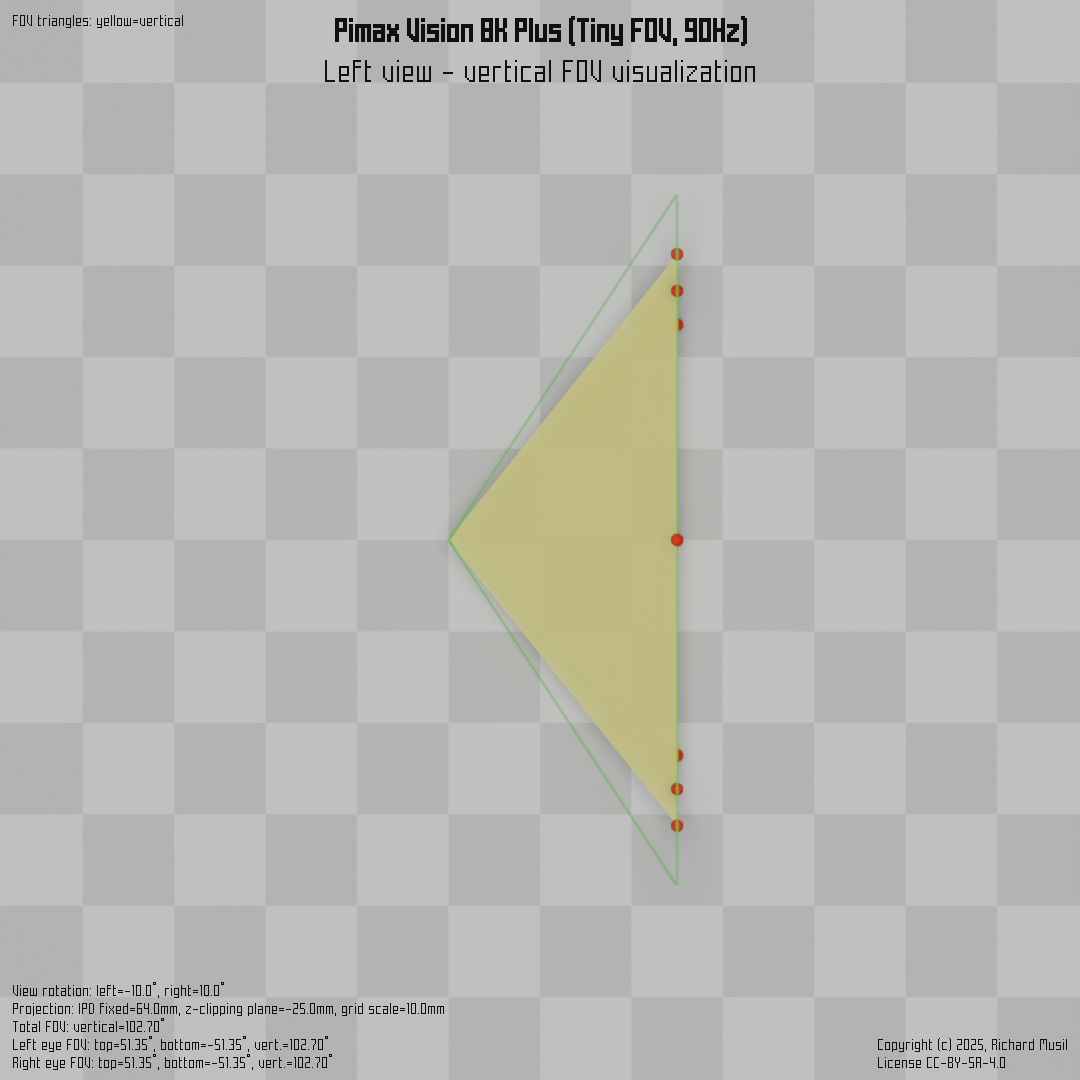 FOV triangles: yellow=vertical
Pimax Vision 8K Plus (Tiny FOV, 90Hz)
Left view - vertical FOV visualization
View rotation: left=-10.0°, right=10.0°
Projection: IPD fixed=64.0mm, z-clipping plane=-25.0mm, grid scale=10.0mm
Total FOV: vertical=102.70°
Left eye FOV: top=51.35°, bottom=-51.35°, vert.=102.70°
Right eye FOV: top=51.35°, bottom=-51.35°, vert.=102.70°
Copyright (c) 2025, Richard Musil
License CC-BY-SA-4.0